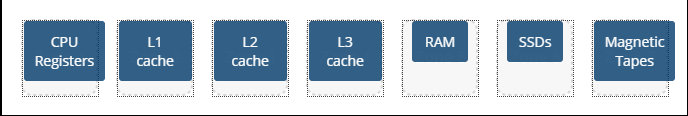 CPU
Registers
L1
cache
L2
cache
L3
cache
RAM
SSDs
Magnetic
Tapes